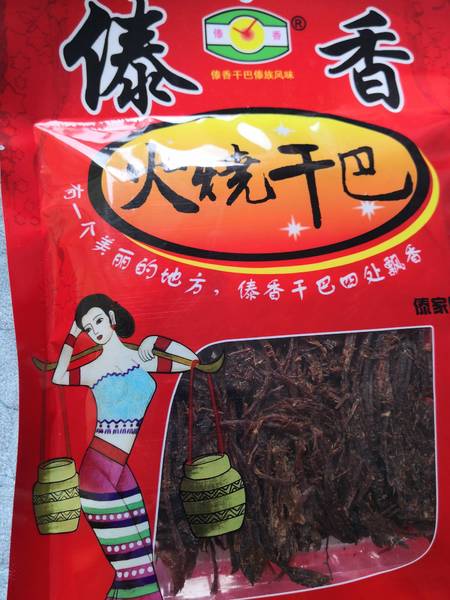 傣香
傣 香
®
傣香干巴傣族风味
火烧干巴
有一个美丽的地方，傣香干巴四处飘香
傣家